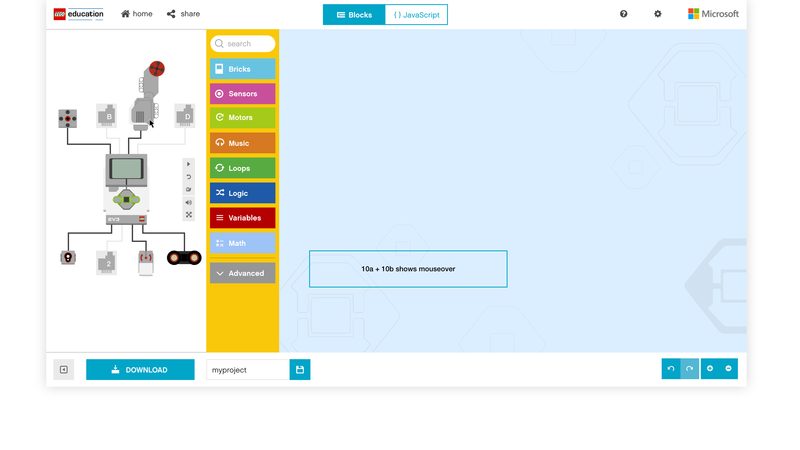 LEGO education
home
share
Blocks
{ } JavaScript
Microsoft
search
Bricks
Sensors
Motors
Music
Loops
Logic
Variables
Math
Advanced
B
D
EV3
2
10a + 10b shows mouseover
DOWNLOAD
myproject